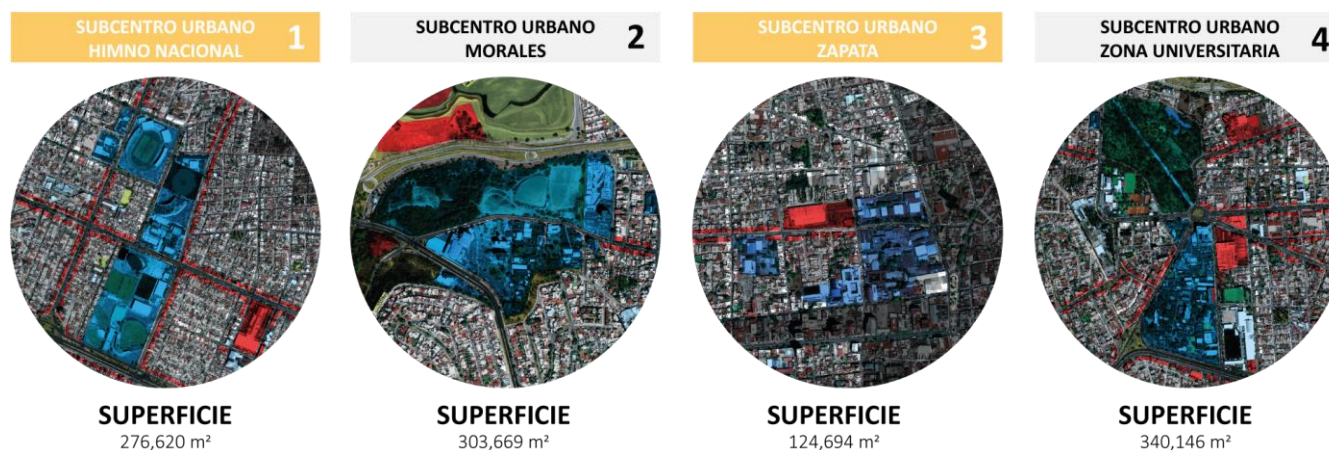 SUBCENTRO URBANO
HIMNO NACIONAL
1
SUPERFICIE
276,620 m²
SUBCENTRO URBANO
MORALES
2
SUPERFICIE
303,669 m²
SUBCENTRO URBANO
ZAPATA
3
SUPERFICIE
124,694 m²
SUBCENTRO URBANO
ZONA UNIVERSITARIA
4
SUPERFICIE
340,146 m²